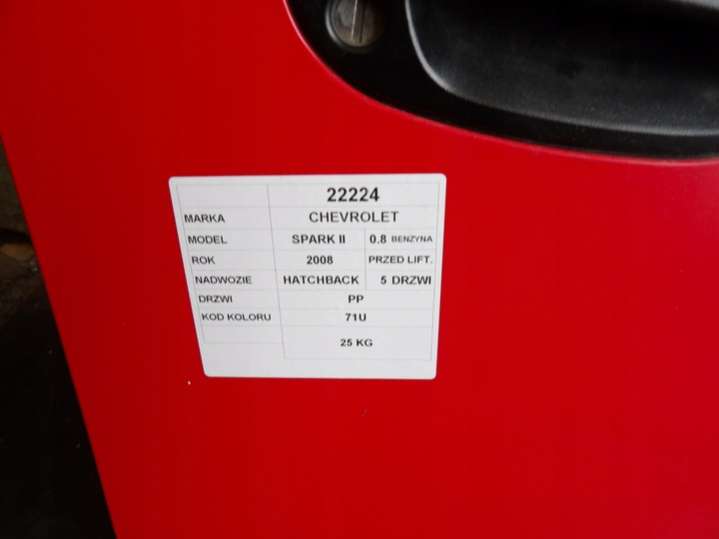 22224
MARKA CHEVROLET
MODEL SPARK II 0.8 BENZYNA
ROK 2008 PRZED LIFT.
NADWOZIE HATCHBACK 5 DRZWI
DRZWI PP
KOD KOLORU 71U
25 KG